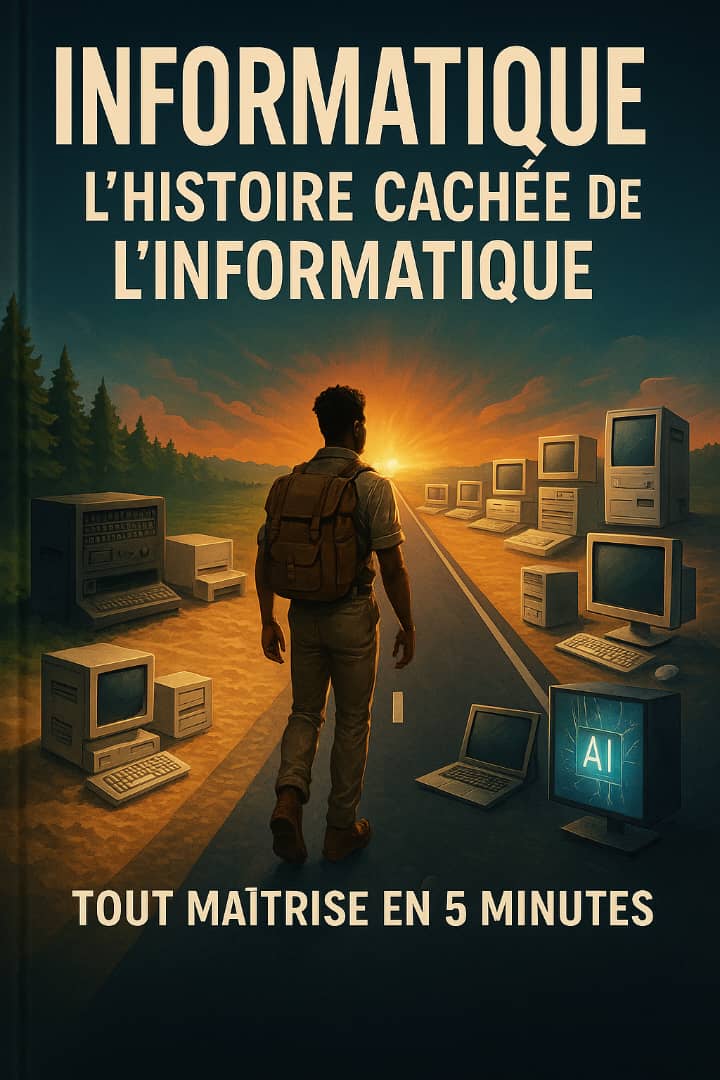 INFORMATIQUE
L'HISTOIRE CACHÉE DE
L'INFORMATIQUE
AI
TOUT MAÎTRISE EN 5 MINUTES